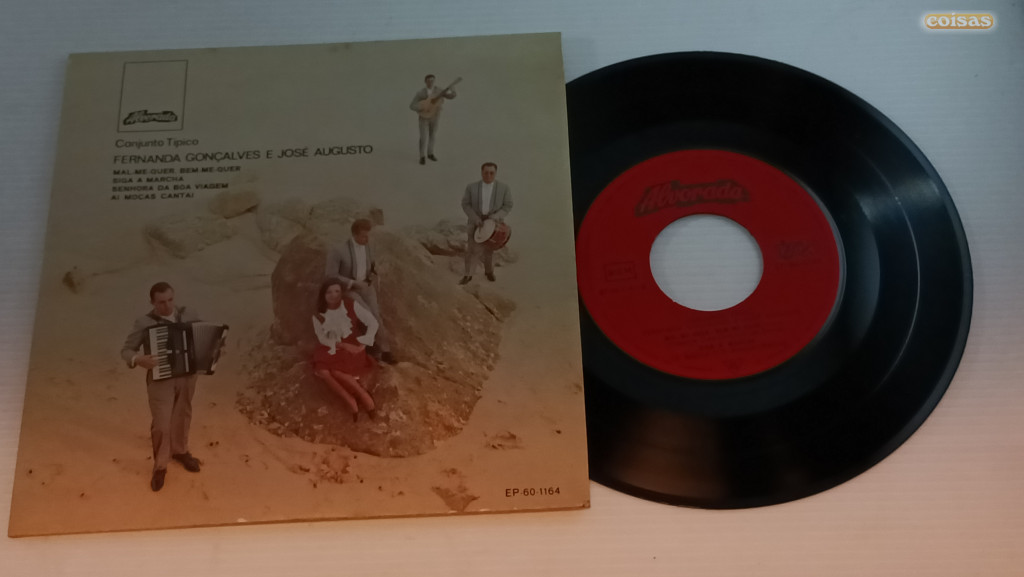 coisas
Alvorada
Conjunto Típico
FERNANDA GONÇALVES E JOSÉ AUGUSTO
MAL-ME-QUER, BEM-ME-QUER
SIGA A MARCHA
SENHORA DA BOA VIAGEM
AI MOÇAS CANTAI
EP-60-1164
Alvorada